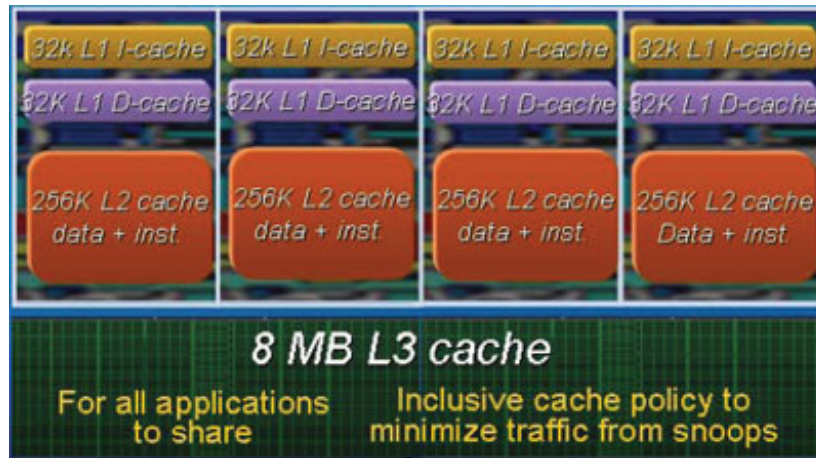 32k L1 I-cache 32k L1 I-cache 32k L1 I-cache 32k L1 I-cache
32K L1 D-cache 32K L1 D-cache 32K L1 D-cache 32K L1 D-cache
256K L2 cache
data + inst.
256K L2 cache
data + inst.
256K L2 cache
data + inst.
256K L2 cache
Data + inst.
8 MB L3 cache
For all applications
to share
Inclusive cache policy to
minimize traffic from snoops